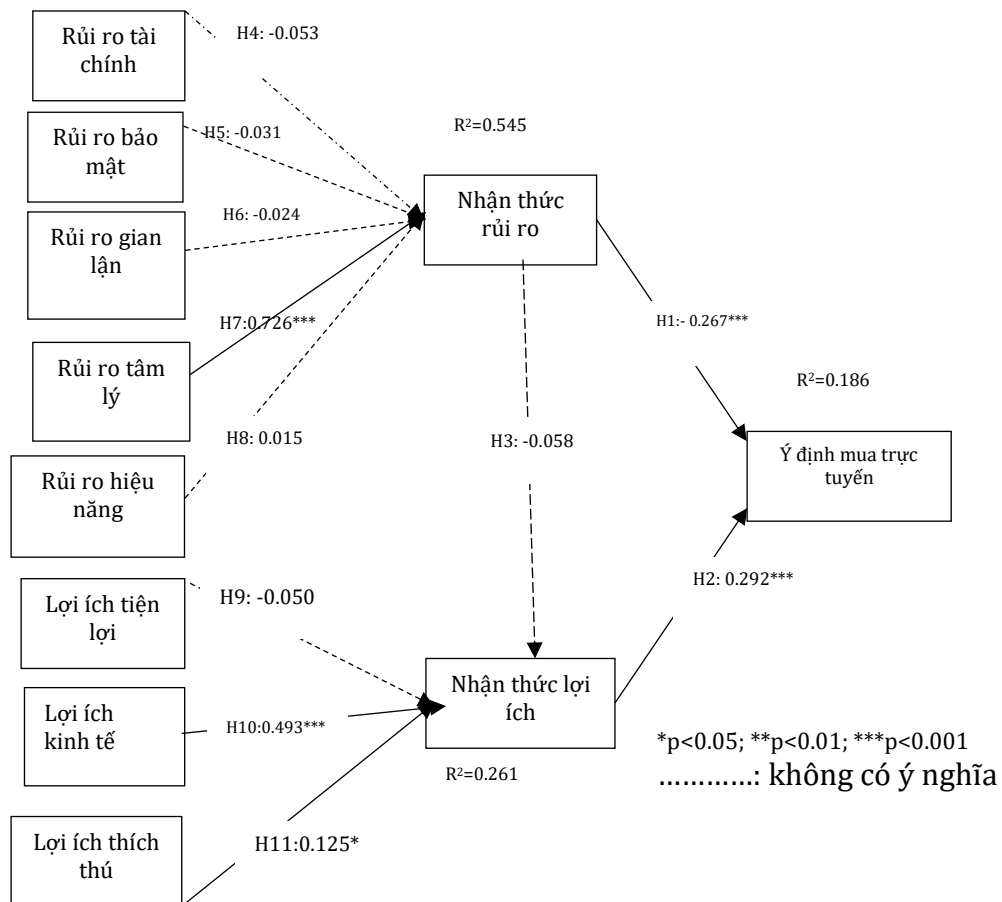 Rủi ro tài
chính
H4: -0.053
Rủi ro bảo
mật
H5: -0.031
R²=0.545
Nhận thức
rủi ro
Rủi ro gian
lận
H6: -0.024
H7:0.726***
Rủi ro tâm
lý
H1:- 0.267***
R²=0.186
H8: 0.015
H3: -0.058
Ý định mua trực
tuyến
Rủi ro hiệu
năng
H2: 0.292***
Lợi ích tiện
lợi
H9: -0.050
Nhận thức lợi
ích
Lợi ích
kinh tế
H10:0.493***
R²=0.261
*p<0.05; **p<0.01; ***p<0.001
…………: không có ý nghĩa
Lợi ích thích
thú
H11:0.125*